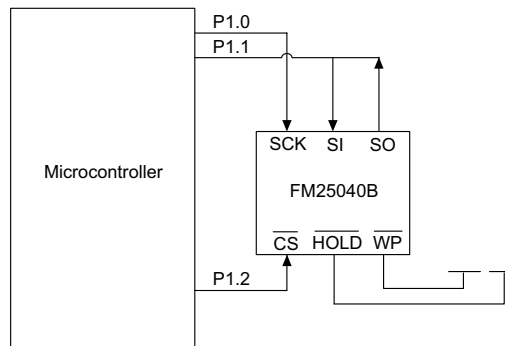 P1.0
P1.1
SCK SI SO
Microcontroller
FM25040B
CS HOLD WP
P1.2